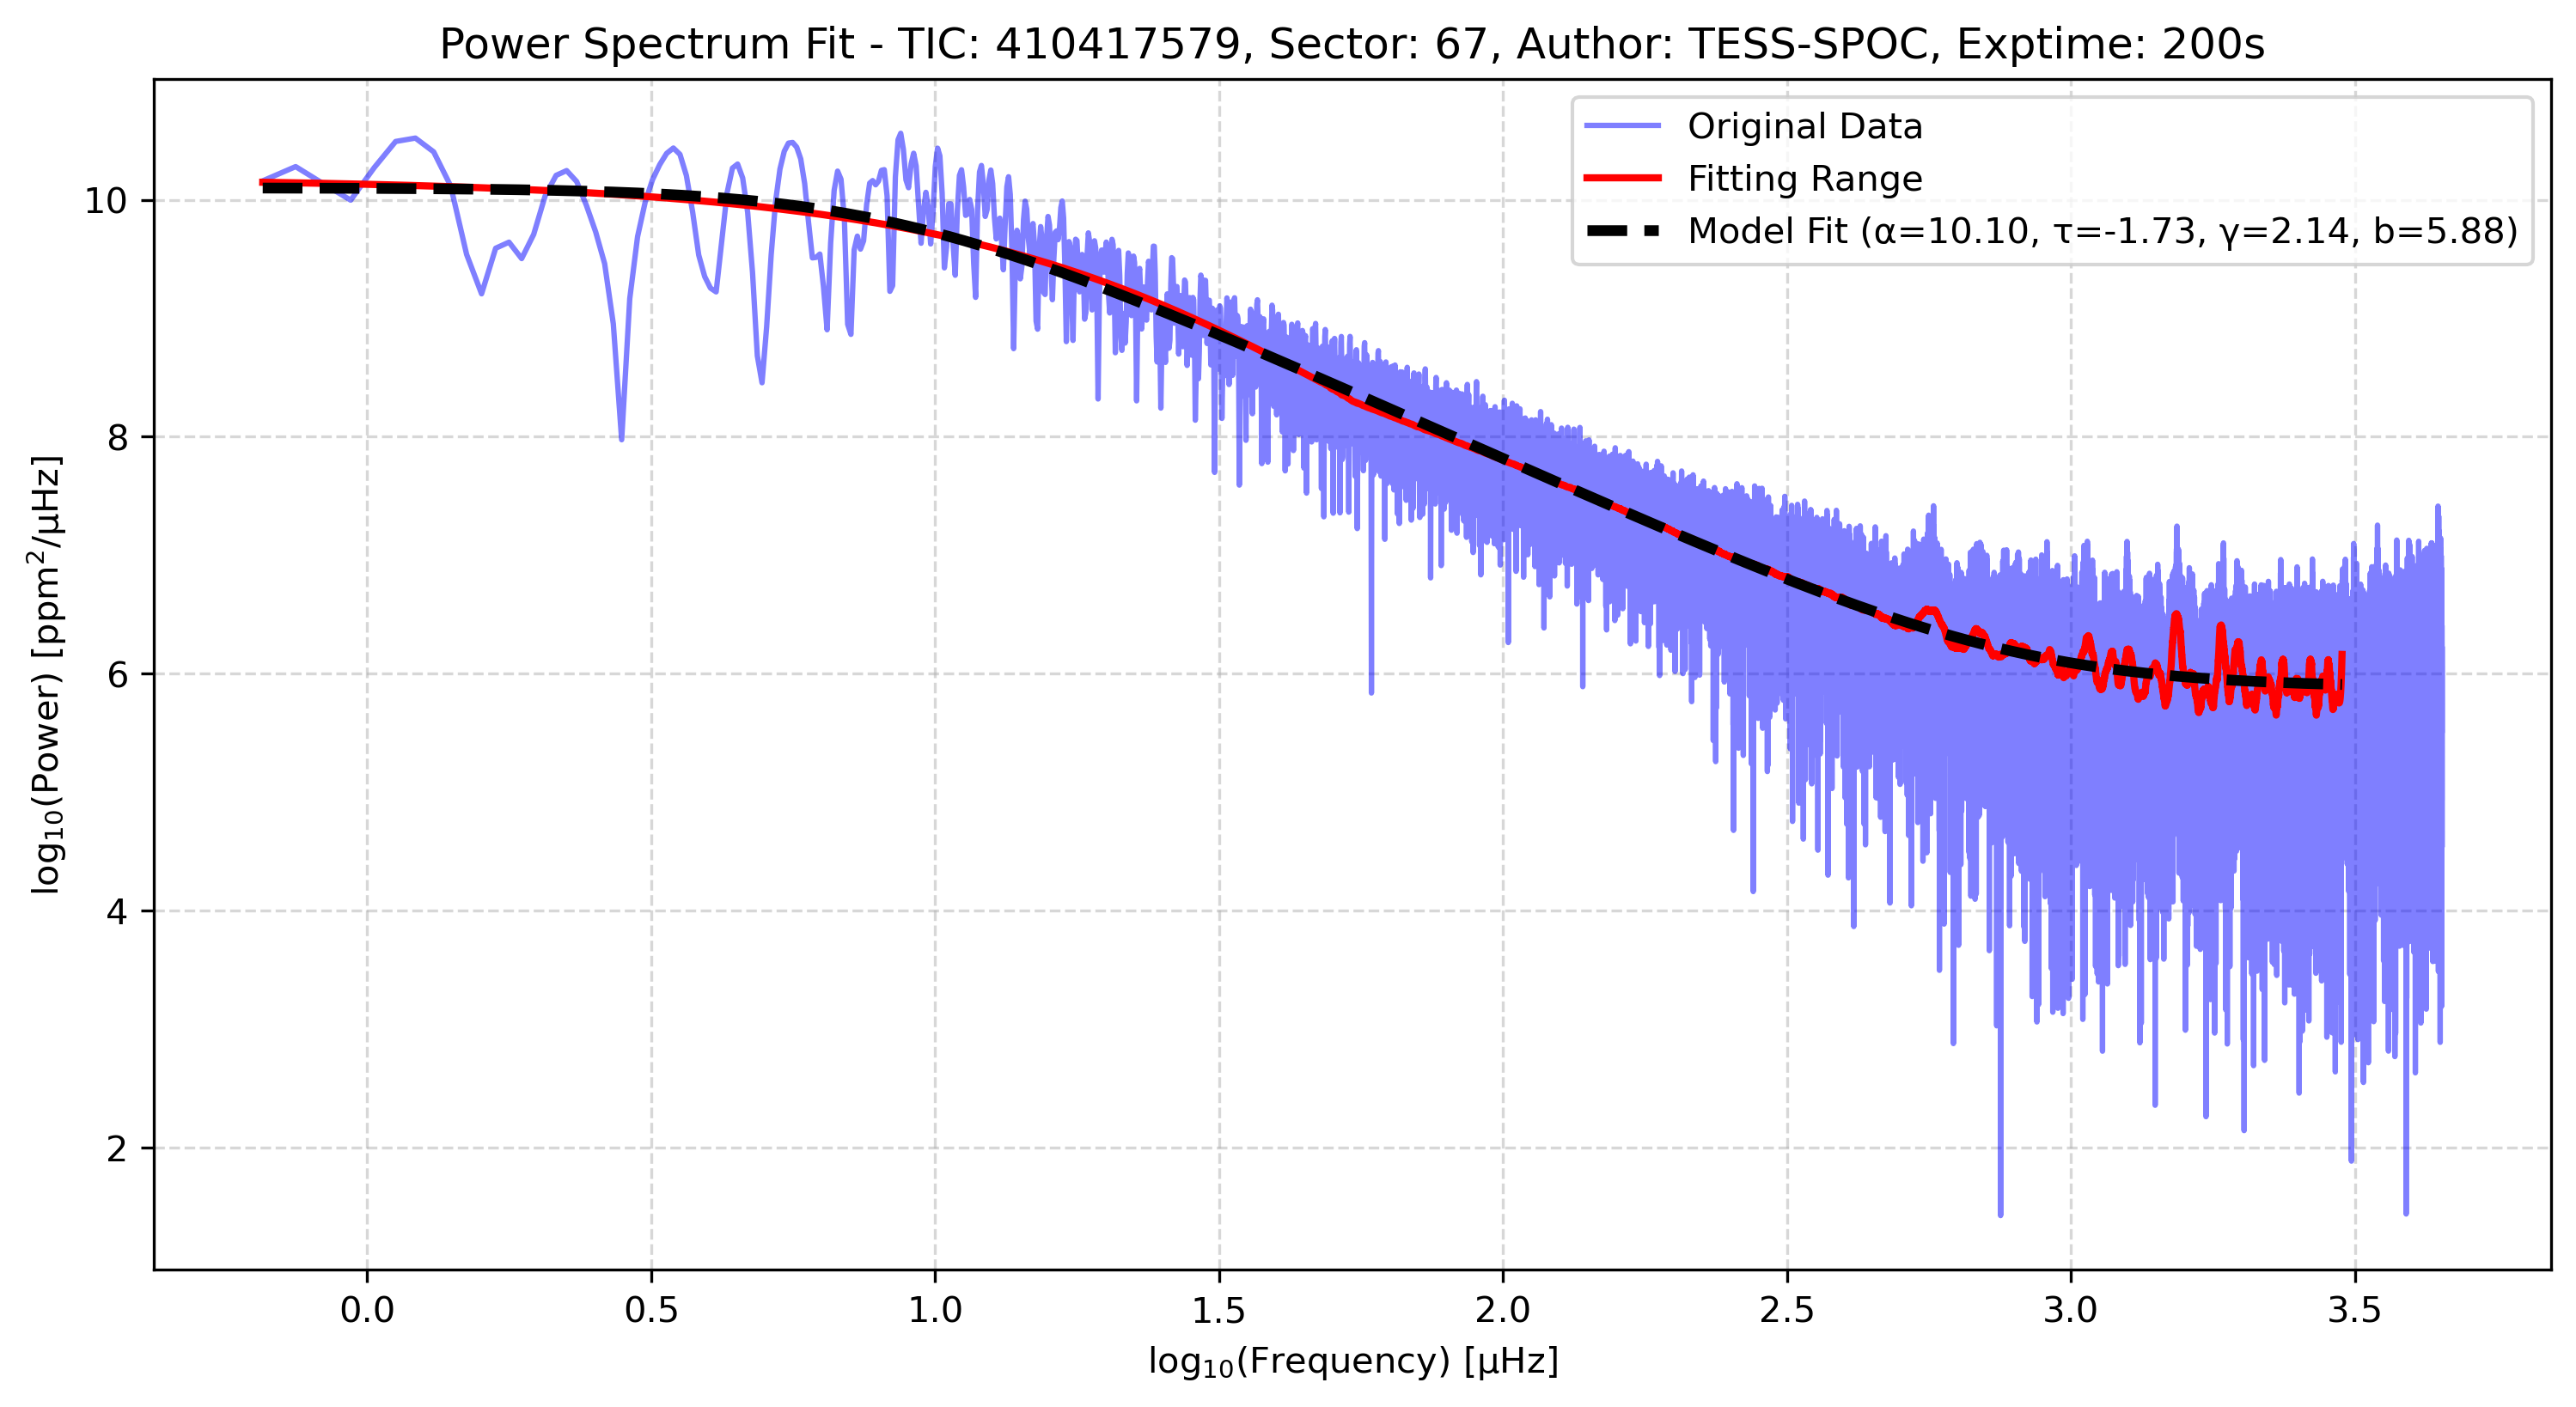 Power Spectrum Fit - TIC: 410417579, Sector: 67, Author: TESS-SPOC, Exptime: 200s
Original Data
Fitting Range
Model Fit (α=10.10, τ=-1.73, γ=2.14, b=5.88)
log₁₀(Power) [ppm²/μHz]
10
8
6
4
2
0.0 0.5 1.0 1.5 2.0 2.5 3.0 3.5
log₁₀(Frequency) [μHz]